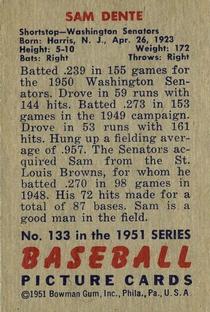 SAM DENTE
Shortstop—Washington Senators
Born: Harris, N. J., Apr. 26, 1923
Height: 5-10 Weight: 172
Bats: Right Throws: Right
Batted .239 in 155 games for
the 1950 Washington Sen-
ators. Drove in 59 runs with
144 hits. Batted .273 in 153
games in the 1949 campaign.
Drove in 53 runs with 161
hits. Hung up a fielding aver-
age of .957. The Senators ac-
quired Sam from the St.
Louis Browns, for whom he
batted .270 in 98 games in
1948. His 72 hits made for a
total of 87 bases. Sam is a
good man in the field.
No. 133 in the 1951 SERIES
BASEBALL
PICTURE CARDS
©1951 Bowman Gum, Inc., Phila., Pa., U. S. A.